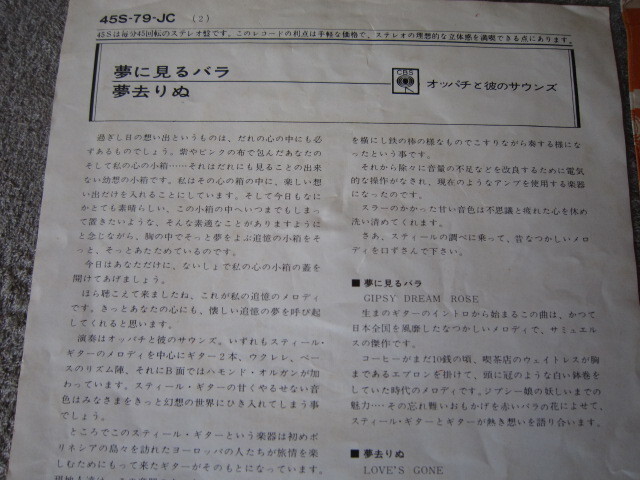 45S-79-JC (2)
45Sは毎分45回転のステレオ盤です。このレコードの利点は手軽な価格で、ステレオの理想的な立体感を満喫できる点にあります。
夢に見るバラ
夢去りぬ
CBS
オッパチと彼のサウンズ
過ぎし日の想い出というものは、だれの心の中にも必
ずあるものでしょう。紫やピンクの布で包んだあなたの
そして私の心の小箱……それはだれにも見ることの出来
ない幼想の小箱です。私はその心の箱の中に、楽しい想
い出だけを入れることにしています。そして今日もなに
かとても素晴らしい、この小箱の中へいつまでもしまっ
て置きたいような、そんな素適なことがありますように
と念じながら、胸の中でそっと夢をよぶ追憶の小箱をそ
っと、そっとあたためているのです。
今日はあなただけに、ないしょで私の心の小箱の蓋を
開けてあげましょう。
ほら聴こえて来ましたね。これが私の追憶のメロディ
です。きっとあなたの心にも、懐しい追憶の夢を呼び起
してくれると思います。
演奏はオッパチと彼のサウンズ。いずれもスティール・
ギターのメロディを中心にギター2本、ウクレレ、ベー
スのリズム陣、それにB面ではハモンド・オルガンが加
わっています。スティール・ギターの甘くやるせない音
色はみなさまをきっと幻想の世界にひき入れてしまう事
でしょう。
ところでこのスティール・ギターという楽器は初めポ
リネシアの島々を訪れたヨーロッパの人たちが旅情を楽
しむためにもって来たギターがそのもとになっています。
を横にし鉄の棒の様なものでこすりながら奏する様にな
ったという事です。
それから除々に音量の不足などを改良するために電気
的な操作がなされ、現在のようなアンプを使用する楽器
になったのです。
スラーのかかった甘い音色は不思議と疲れた心を休め
洗い清めてくれます。
さあ、スティールの調べに乗って、昔なつかしいメロ
ディを口ずさんで下さい。
■夢に見るバラ
GIPSY DREAM ROSE
生まのギターのイントロから始まるこの曲は、かつて
日本全国を風靡したなつかしいメロディで、サミュエルス
の傑作です。
コーヒーがまだ10銭の頃、喫茶店のウェイトレスが胸
まであるエプロンを掛けて、頭に冠のような白い鉢巻を
していた時代のメロディです。ジプシー娘の妖しいまでの
魅力……その忘れ難いおもかげを赤いバラの花によせて、
スティール・ギターとギターが熱き想いを語り合います。
■夢去りぬ
LOVE'S GONE